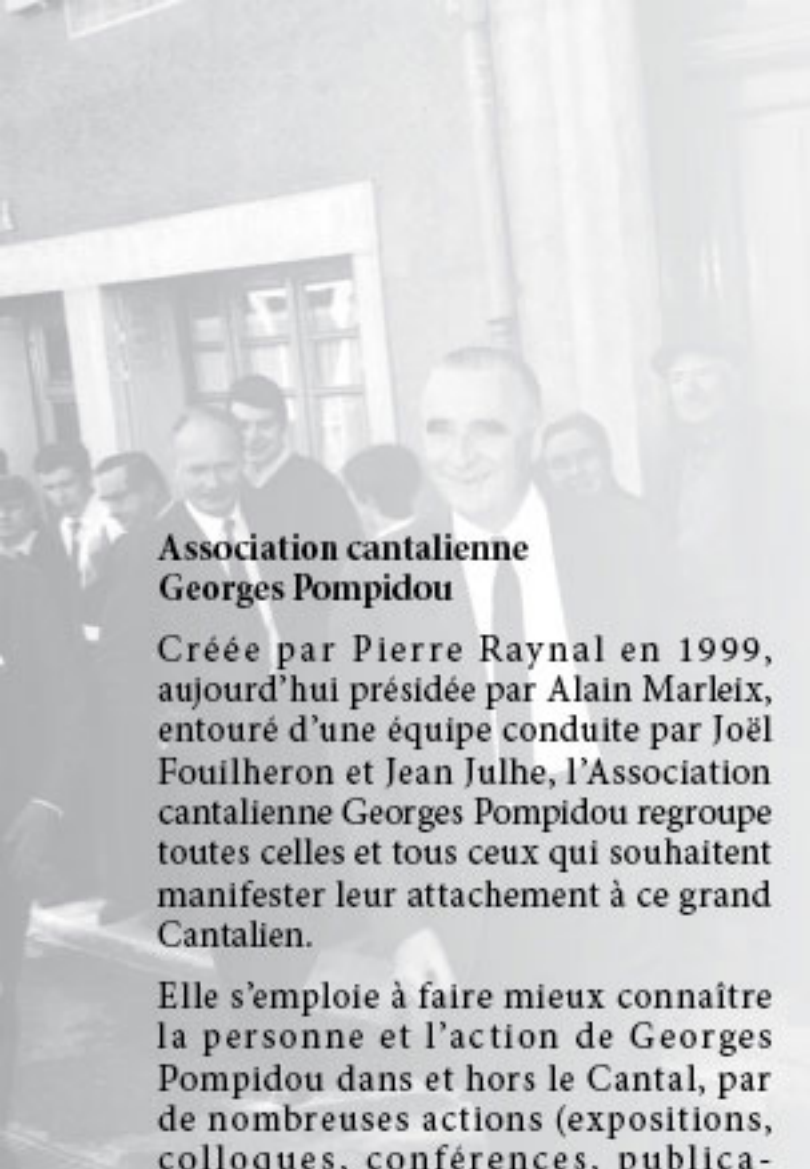 Association cantalienne
Georges Pompidou
Créée par Pierre Raynal en 1999,
aujourd’hui présidée par Alain Marleix,
entouré d’une équipe conduite par Joël
Fouilheron et Jean Julhe, l’Association
cantalienne Georges Pompidou regroupe
toutes celles et tous ceux qui souhaitent
manifester leur attachement à ce grand
Cantalien.
Elle s’emploie à faire mieux connaître
la personne et l’action de Georges
Pompidou dans et hors le Cantal, par
de nombreuses actions (expositions,
colloques, conférences, publica-